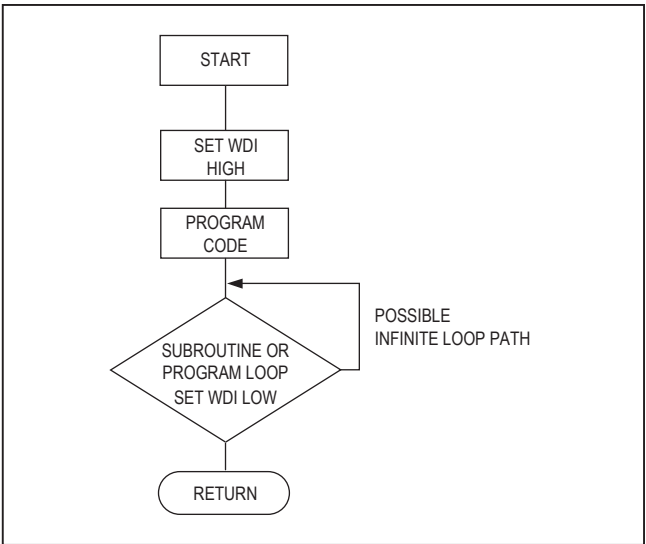 START
SET WDI
HIGH
PROGRAM
CODE
POSSIBLE
INFINITE LOOP PATH
SUBROUTINE OR
PROGRAM LOOP
SET WDI LOW
RETURN